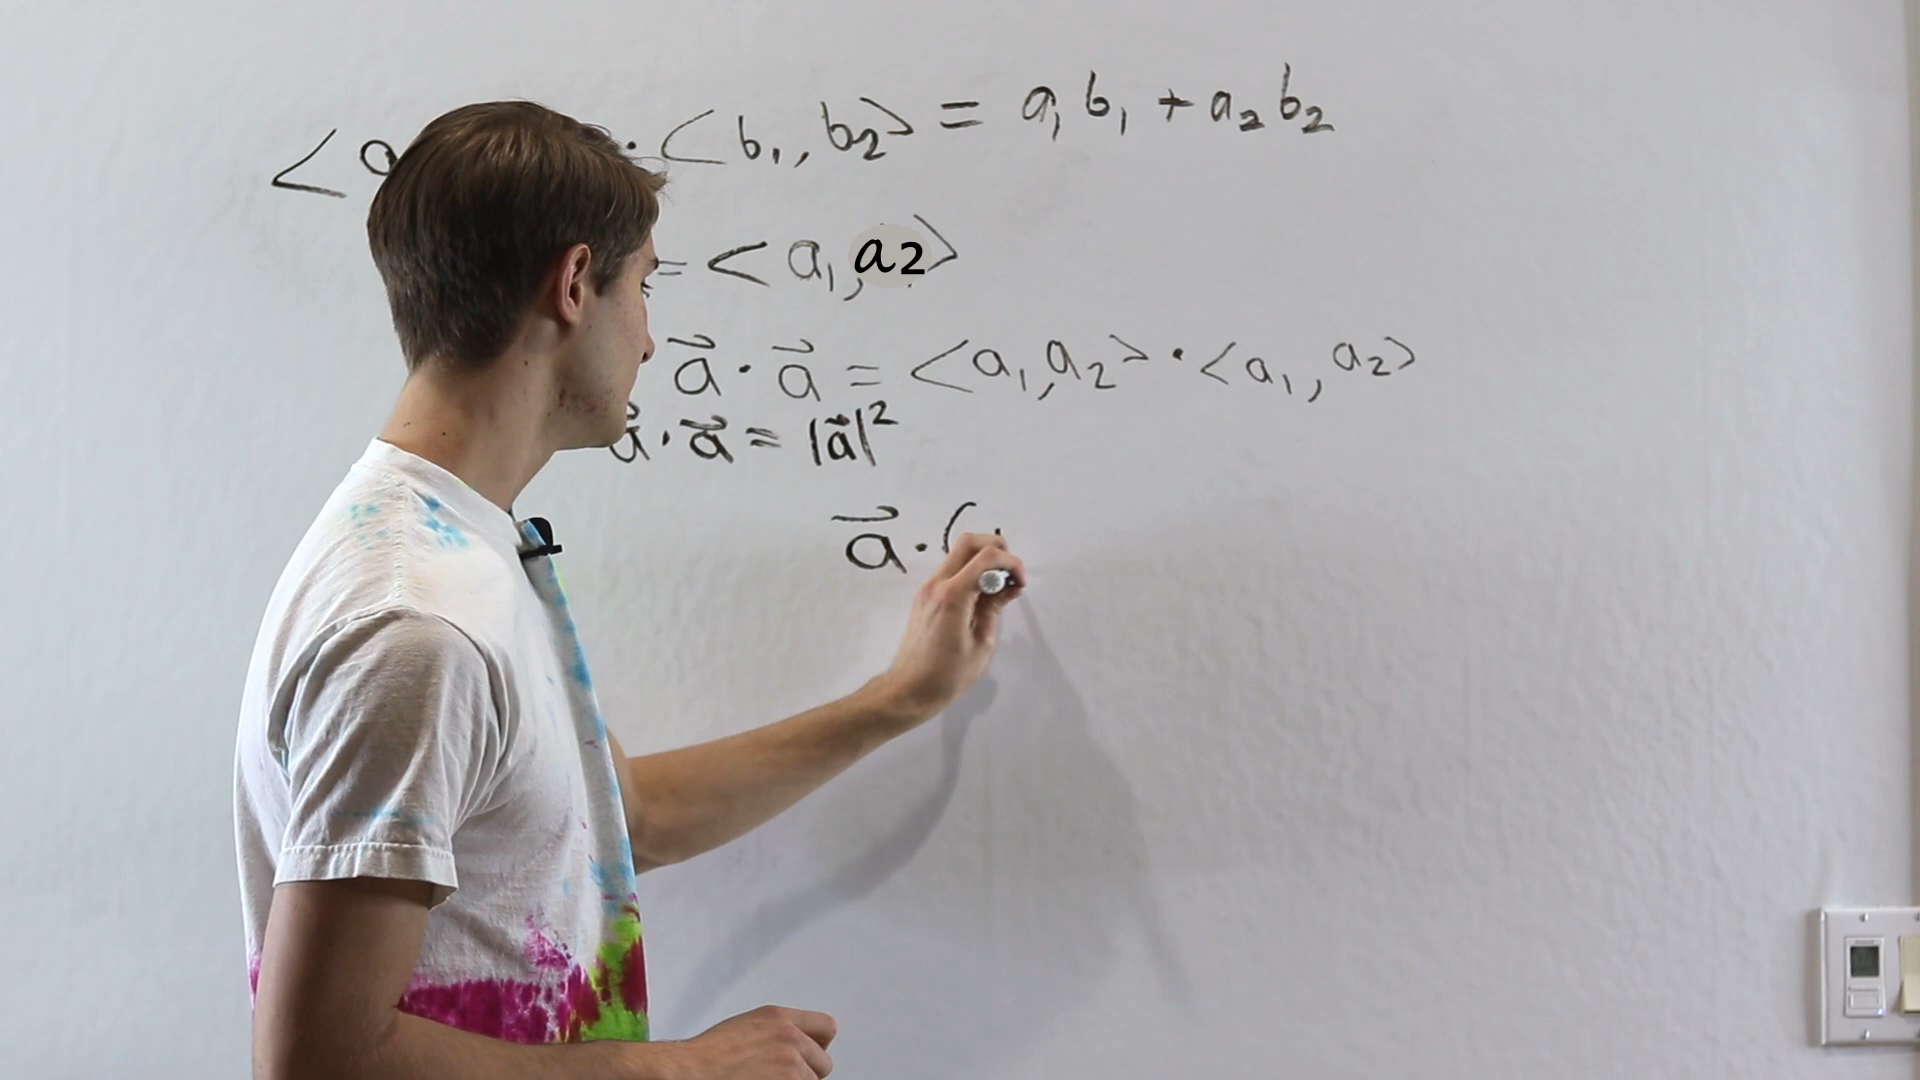 <a · <b₁, b₂> = a₁b₁ + a₂b₂
= <a₁, a₂>
a⃗ · a⃗ = <a₁, a₂> · <a₁, a₂>
a⃗ · a⃗ = |a⃗|²
a⃗ · (